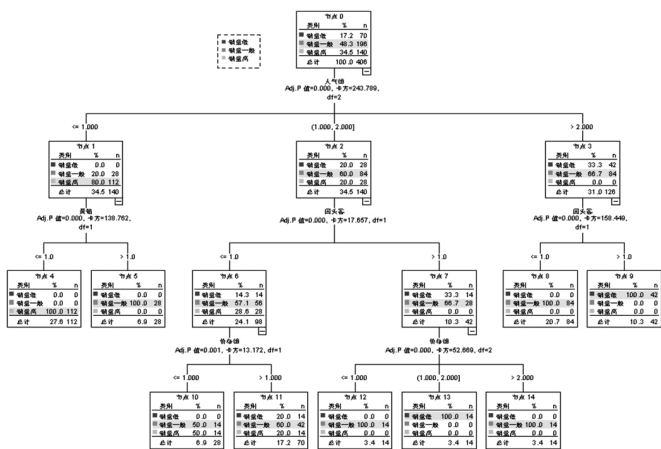 节点 0
类别 % n
销量低 17.2 70
销量一般 48.3 196
销量高 34.5 140
总计 100.0 406
销量低
销量一般
销量高
Adj. P 值=0.000, 卡方=243.789,
df=2
<= 1.000
(1.000, 2.000]
> 2.000
节点 1
类别 % n
销量低 0.0 0
销量一般 20.0 28
销量高 80.0 112
总计 34.5 140
Adj. P 值=0.000, 卡方=138.762,
df=1
节点 2
类别 % n
销量低 20.0 28
销量一般 60.0 84
销量高 20.0 28
总计 34.5 140
回头客
Adj. P 值=0.000, 卡方=17.657, df=1
节点 3
类别 % n
销量低 33.3 42
销量一般 66.7 84
销量高 0.0 0
总计 31.0 126
回头客
Adj. P 值=0.000, 卡方=158.449,
df=1
<= 1.0
> 1.0
<= 1.0
> 1.0
<= 1.0
> 1.0
节点 4
类别 % n
销量低 0.0 0
销量一般 0.0 0
销量高 100.0 112
总计 27.6 112
节点 5
类别 % n
销量低 0.0 0
销量一般 100.0 28
销量高 0.0 0
总计 6.9 28
节点 6
类别 % n
销量低 14.3 14
销量一般 57.1 56
销量高 28.6 28
总计 24.1 98
Adj. P 值=0.001, 卡方=13.172, df=1
节点 7
类别 % n
销量低 33.3 14
销量一般 66.7 28
销量高 0.0 0
总计 10.3 42
Adj. P 值=0.000, 卡方=52.669, df=2
节点 8
类别 % n
销量低 0.0 0
销量一般 100.0 84
销量高 0.0 0
总计 20.7 84
节点 9
类别 % n
销量低 100.0 42
销量一般 0.0 0
销量高 0.0 0
总计 10.3 42
<= 1.000
> 1.000
<= 1.000
(1.000, 2.000]
> 2.000
节点 10
类别 % n
销量低 0.0 0
销量一般 50.0 14
销量高 50.0 14
总计 6.9 28
节点 11
类别 % n
销量低 20.0 14
销量一般 60.0 42
销量高 20.0 14
总计 17.2 70
节点 12
类别 % n
销量低 0.0 0
销量一般 100.0 14
销量高 0.0 0
总计 3.4 14
节点 13
类别 % n
销量低 100.0 14
销量一般 0.0 0
销量高 0.0 0
总计 3.4 14
节点 14
类别 % n
销量低 0.0 0
销量一般 100.0 14
销量高 0.0 0
总计 3.4 14